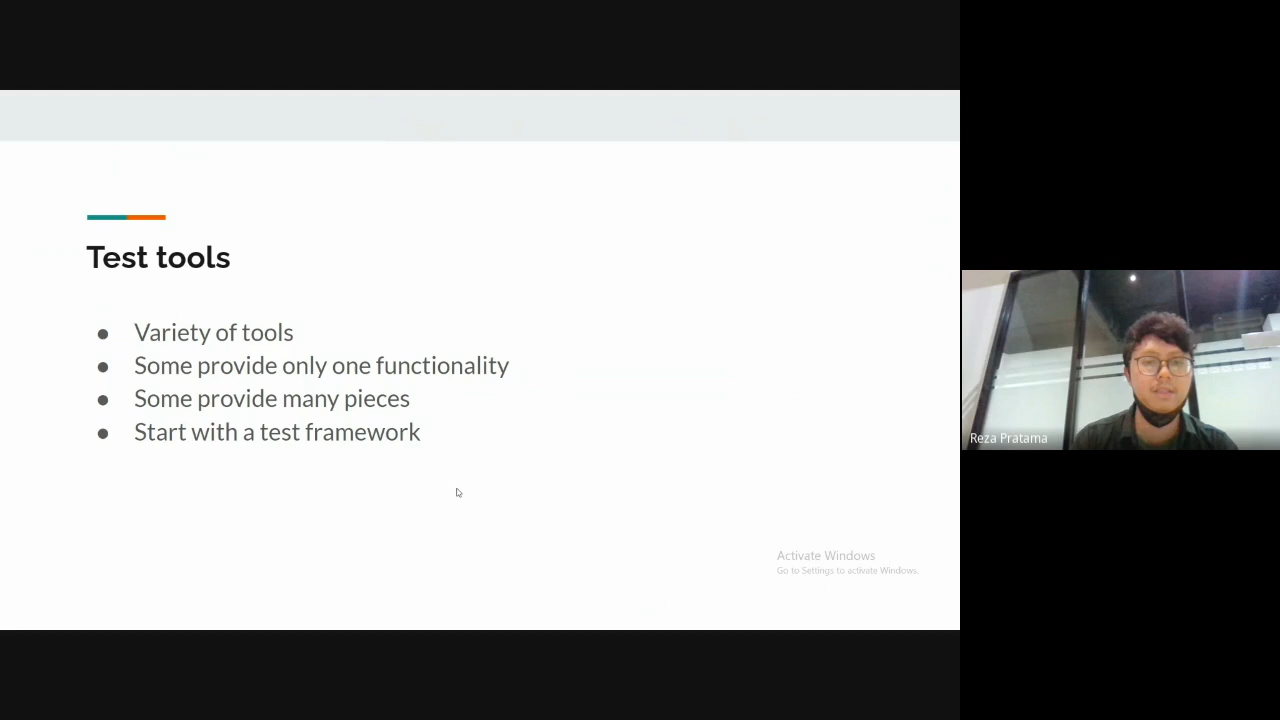 Test tools
Variety of tools
Some provide only one functionality
Some provide many pieces
Start with a test framework
Activate Windows
Go to Settings to activate Windows.
Reza Pratama